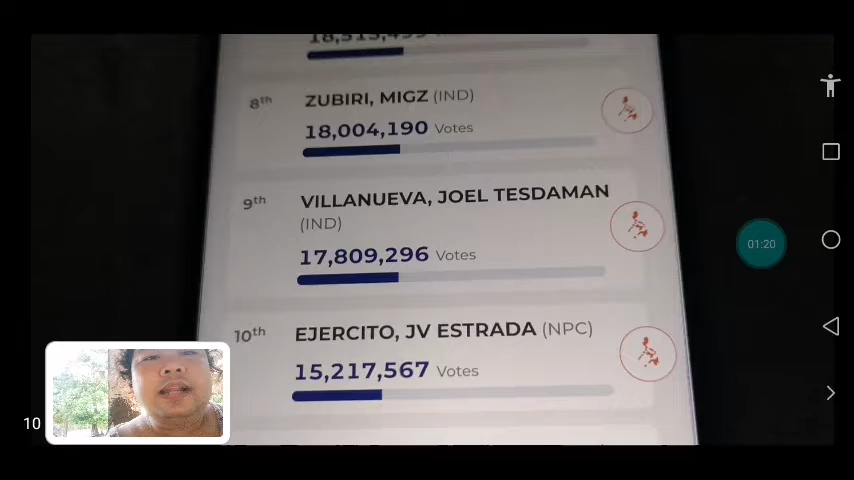 8th
ZUBIRI, MIGZ (IND)
18,004,190 Votes
9th
VILLANUEVA, JOEL TESDAMAN
(IND)
17,809,296 Votes
10th
EJERCITO, JV ESTRADA (NPC)
15,217,567 Votes
01:20
10